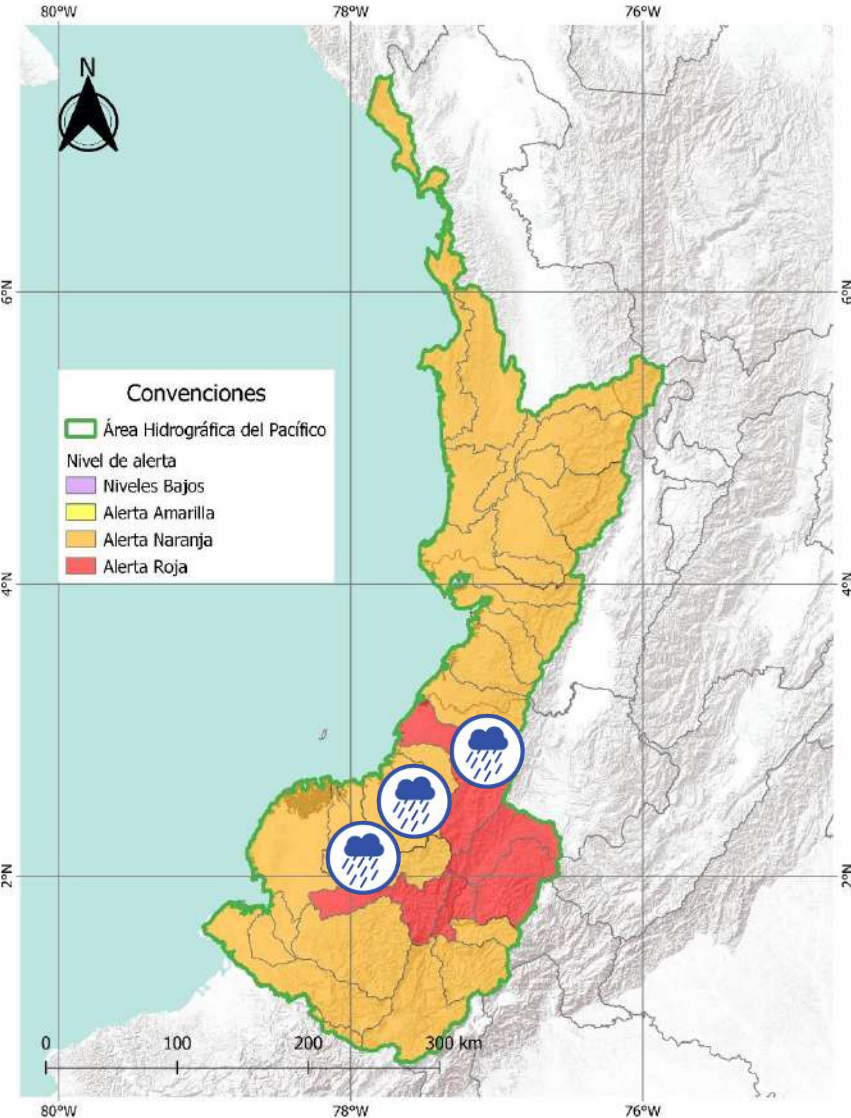 80°W 78°W 76°W
N
6°N 6°N
Convenciones
Área Hidrográfica del Pacífico
Nivel de alerta
Niveles Bajos
Alerta Amarilla
Alerta Naranja
Alerta Roja
4°N 4°N
2°N 2°N
0 100 200 300 km
80°W 78°W 76°W